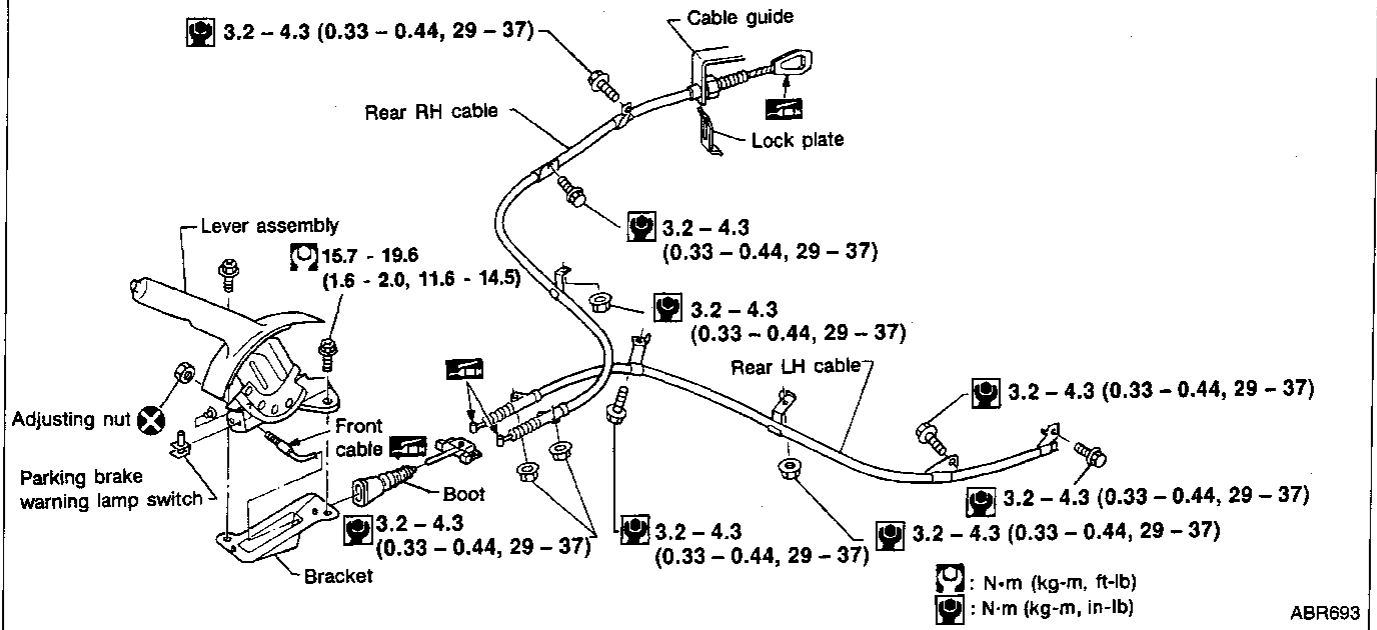 3.2 – 4.3 (0.33 – 0.44, 29 – 37)
Cable guide
Rear RH cable
Lock plate
Lever assembly
15.7 - 19.6
(1.6 - 2.0, 11.6 - 14.5)
3.2 – 4.3
(0.33 – 0.44, 29 – 37)
3.2 – 4.3
(0.33 – 0.44, 29 – 37)
Rear LH cable
3.2 – 4.3 (0.33 – 0.44, 29 – 37)
Adjusting nut
Front
cable
Parking brake
warning lamp switch
Boot
3.2 – 4.3
(0.33 – 0.44, 29 – 37)
3.2 – 4.3
(0.33 – 0.44, 29 – 37)
3.2 – 4.3 (0.33 – 0.44, 29 – 37)
3.2 – 4.3 (0.33 – 0.44, 29 – 37)
Bracket
: N•m (kg-m, ft-lb)
: N·m (kg-m, in-lb)
ABR693